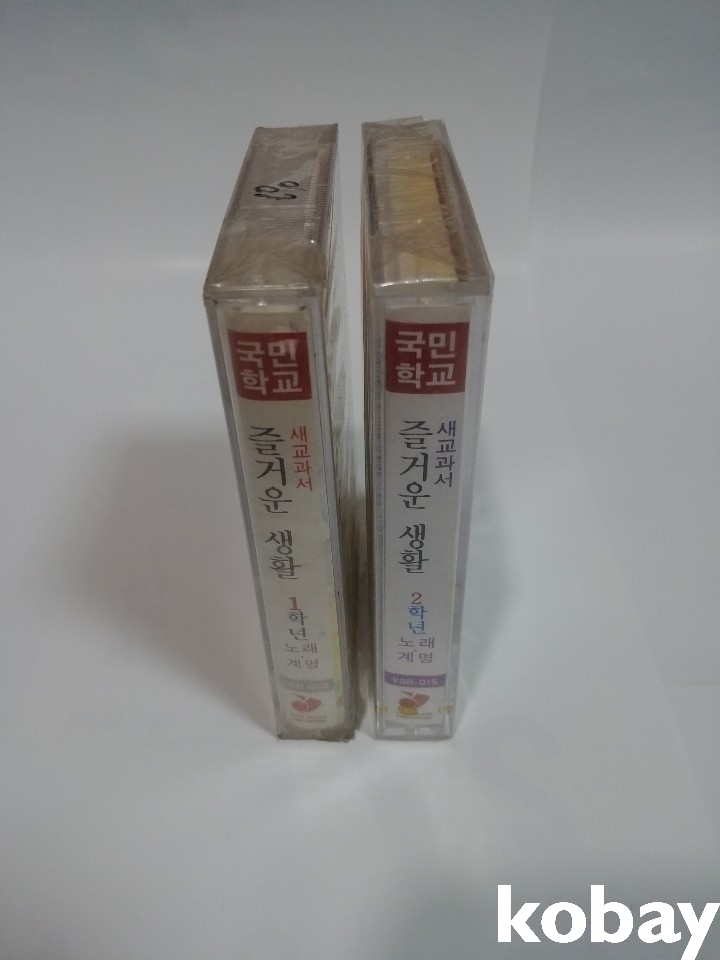 국민
학교
새교과서
즐거운 생활
1학년
노래
계명
국민
학교
새교과서
즐거운 생활
2학년
노래·
계명
YSR-015
kobay